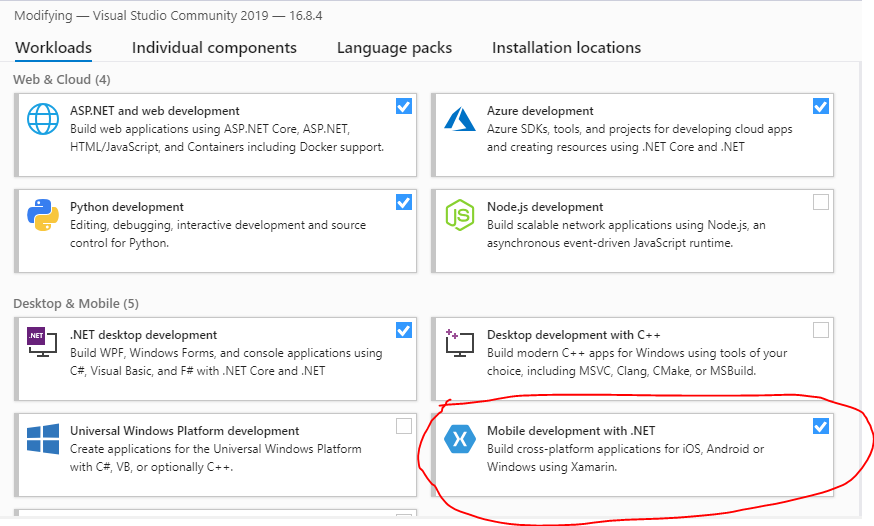 Modifying — Visual Studio Community 2019 — 16.8.4
Workloads Individual components Language packs Installation locations
Web & Cloud (4)
ASP.NET and web development
Build web applications using ASP.NET Core, ASP.NET,
HTML/JavaScript, and Containers including Docker support.
Azure development
Azure SDKs, tools, and projects for developing cloud apps
and creating resources using .NET Core and .NET
Python development
Editing, debugging, interactive development and source
control for Python.
Node.js development
Build scalable network applications using Node.js, an
asynchronous event-driven JavaScript runtime.
Desktop & Mobile (5)
.NET
.NET desktop development
Build WPF, Windows Forms, and console applications using
C#, Visual Basic, and F# with .NET Core and .NET
Desktop development with C++
Build modern C++ apps for Windows using tools of your
choice, including MSVC, Clang, CMake, or MSBuild.
Universal Windows Platform development
Create applications for the Universal Windows Platform
with C#, VB, or optionally C++.
Mobile development with .NET
Build cross-platform applications for iOS, Android or
Windows using Xamarin.